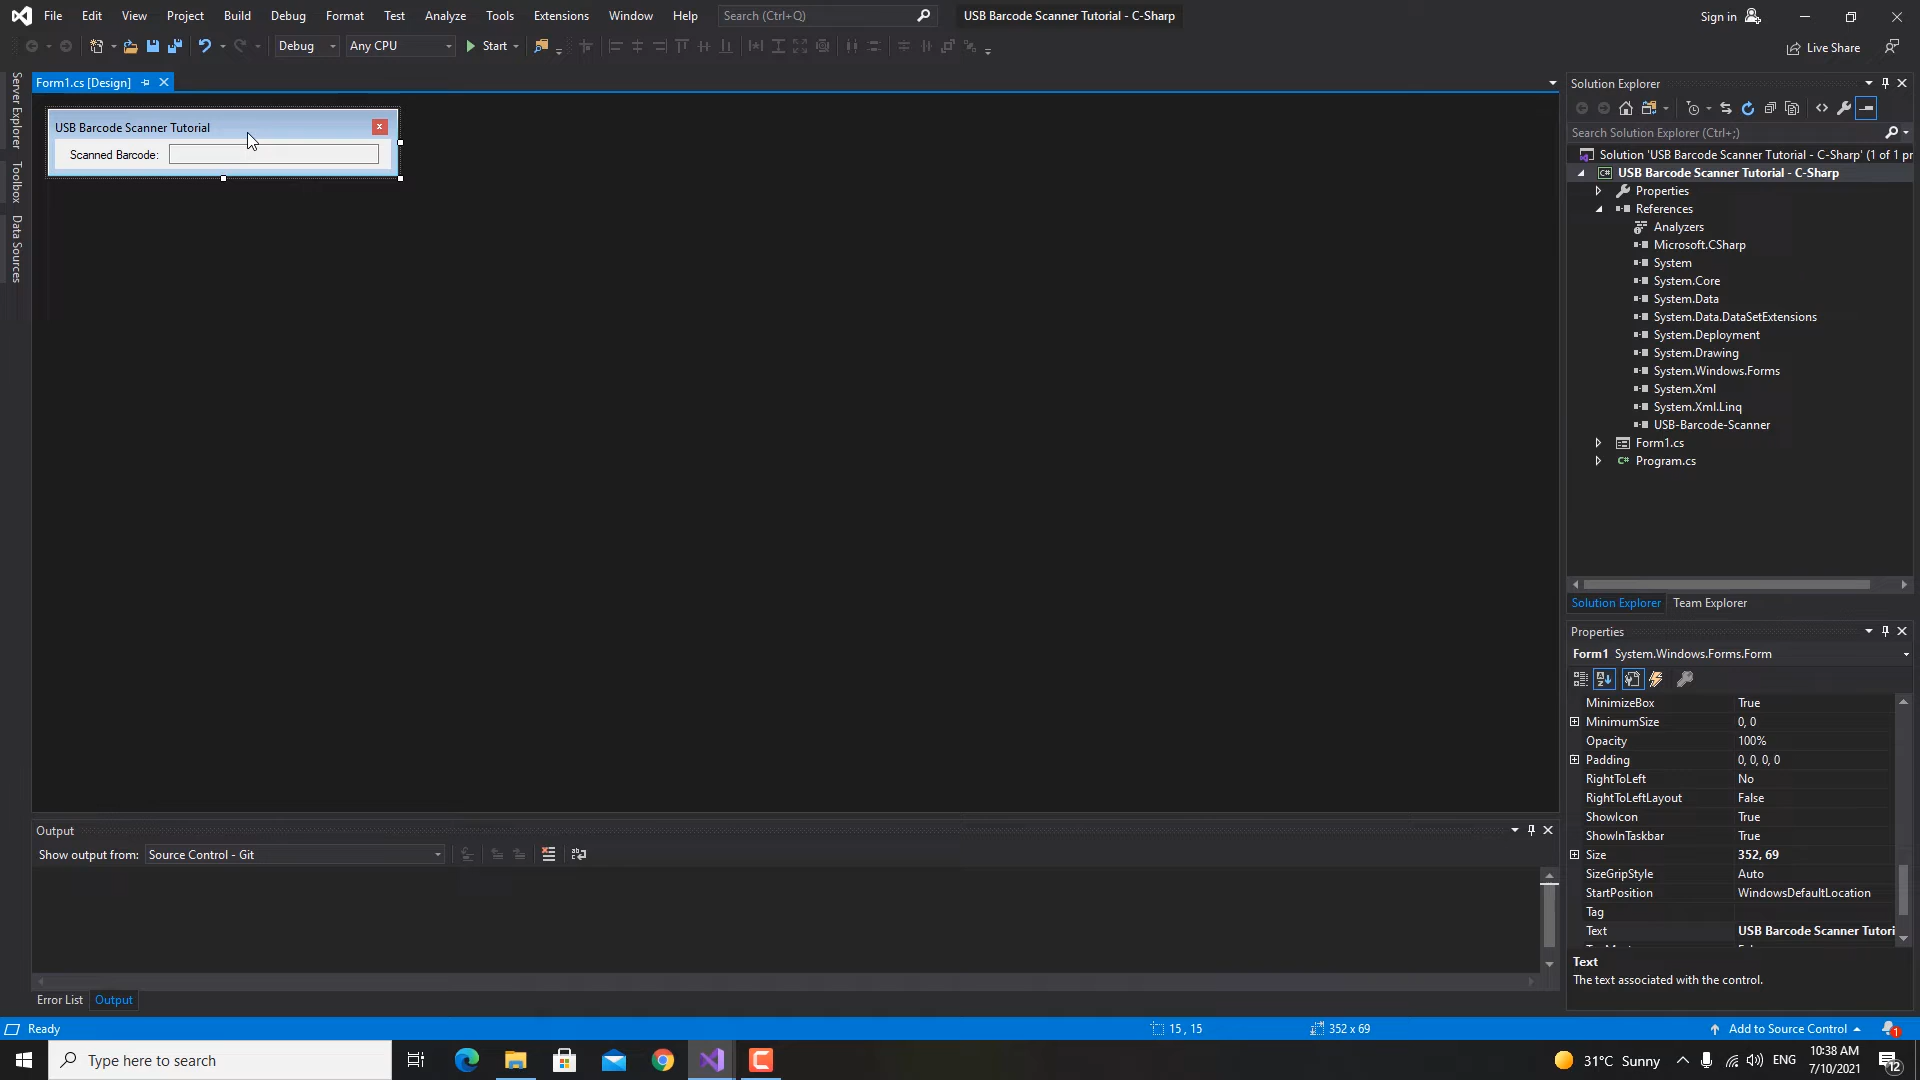 File Edit View Project Build Debug Format Test Analyze Tools Extensions Window Help Search (Ctrl+Q) USB Barcode Scanner Tutorial - C-Sharp Sign in
Debug Any CPU Start Live Share
Server Explorer
Toolbox
Data Sources
Form1.cs [Design]
USB Barcode Scanner Tutorial
Scanned Barcode:
Solution Explorer
Search Solution Explorer (Ctrl+;)
Solution 'USB Barcode Scanner Tutorial - C-Sharp' (1 of 1 pr
USB Barcode Scanner Tutorial - C-Sharp
Properties
References
Analyzers
Microsoft.CSharp
System
System.Core
System.Data
System.Data.DataSetExtensions
System.Deployment
System.Drawing
System.Windows.Forms
System.Xml
System.Xml.Linq
USB-Barcode-Scanner
Form1.cs
Program.cs
Solution Explorer Team Explorer
Properties
Form1 System.Windows.Forms.Form
MinimizeBox True
MinimumSize 0, 0
Opacity 100%
Padding 0, 0, 0, 0
RightToLeft No
RightToLeftLayout False
ShowIcon True
ShowInTaskbar True
Size 352, 69
SizeGripStyle Auto
StartPosition WindowsDefaultLocation
Tag
Text USB Barcode Scanner Tutori
Text
The text associated with the control.
Output
Show output from: Source Control - Git
Error List Output
Ready 15 , 15 352 x 69 Add to Source Control 1
Type here to search 31°C Sunny ENG 10:38 AM
7/10/2021 12